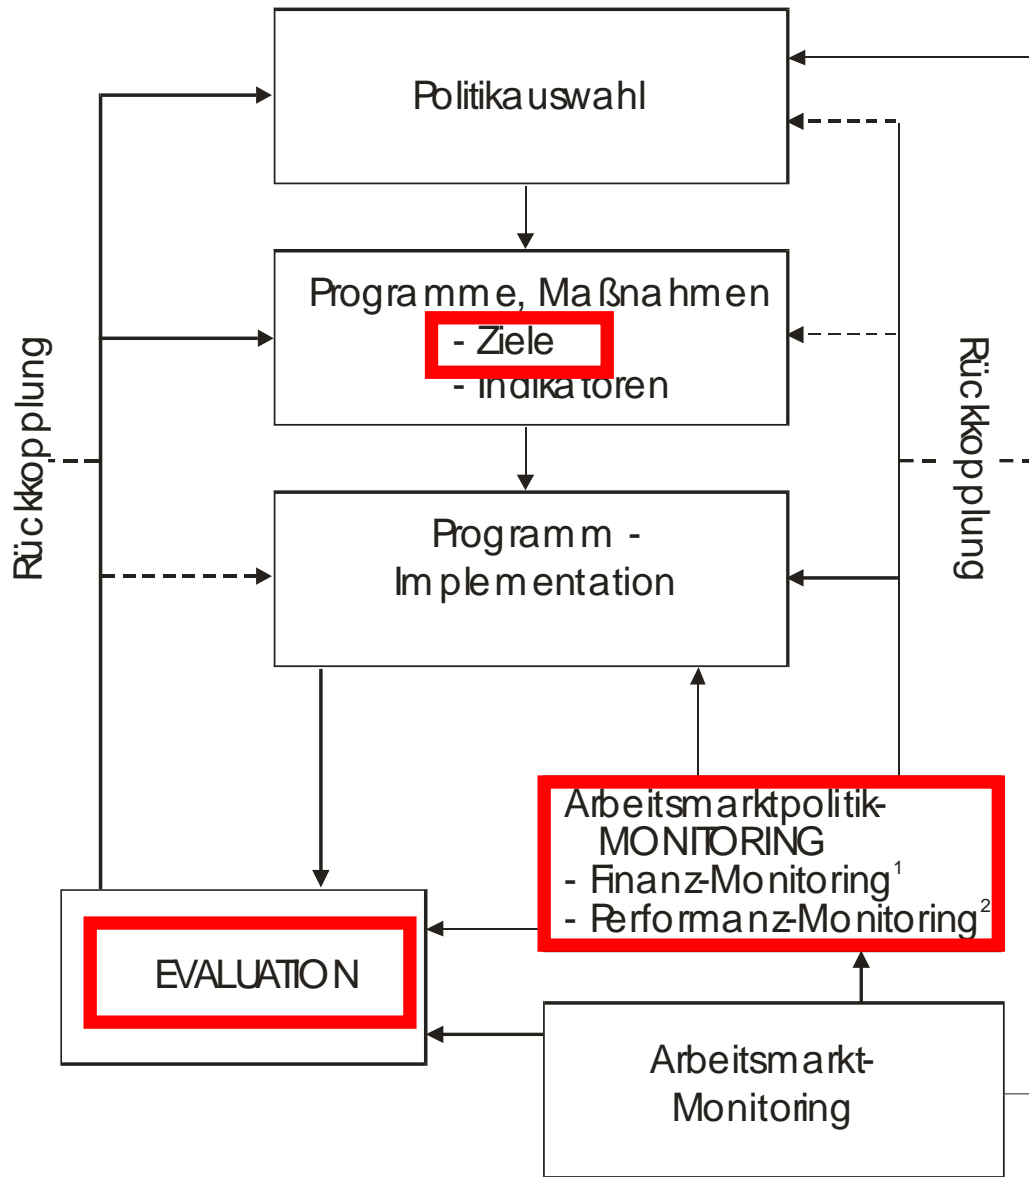 Politikauswahl
Programme, Maßnahmen
- Ziele
- Indikatoren
Rückkopplung
Rückkopplung
Programm -
Implementation
Arbeitsmarktpolitik-
MONITORING
- Finanz-Monitoring¹
- Performanz-Monitoring²
EVALUATION
Arbeitsmarkt-
Monitoring